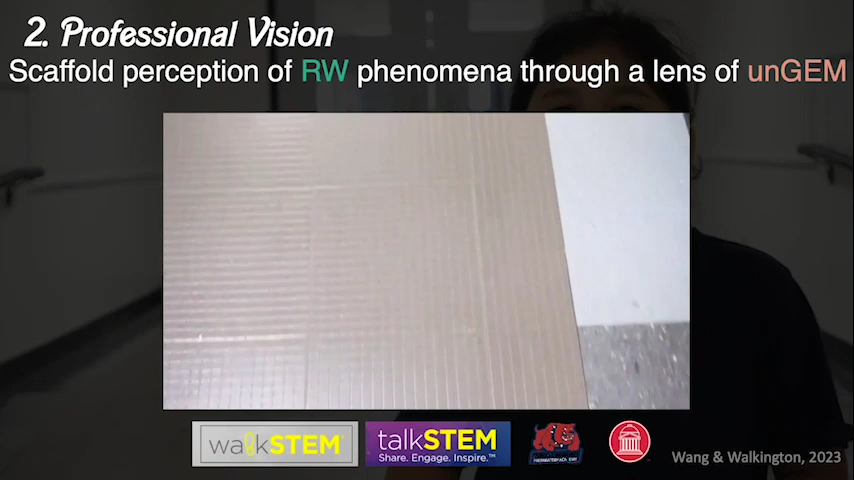 2. Professional Vision
Scaffold perception of RW phenomena through a lens of unGEM
walkSTEM
talkSTEM
Share. Engage. Inspire.™
Wang & Walkington, 2023